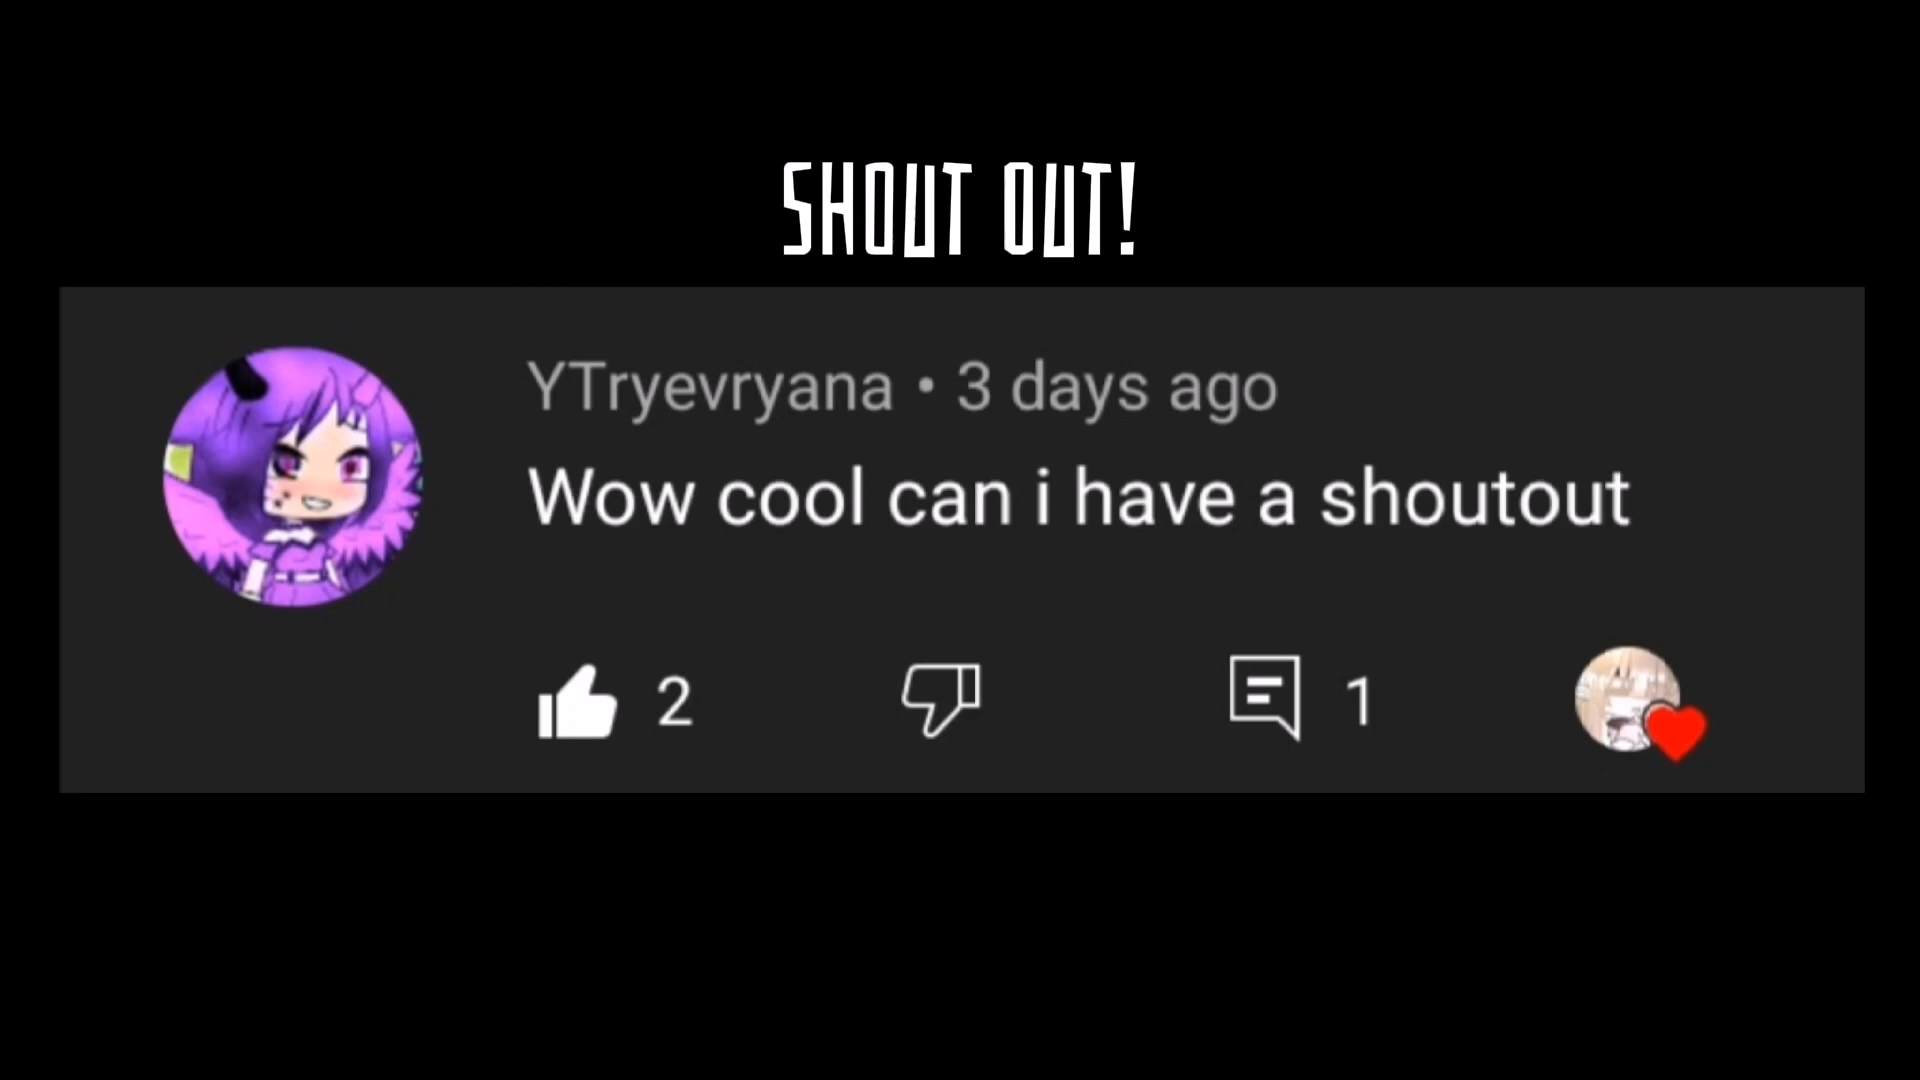 SHOUT OUT!
YTryevryana • 3 days ago
Wow cool can i have a shoutout
2 1